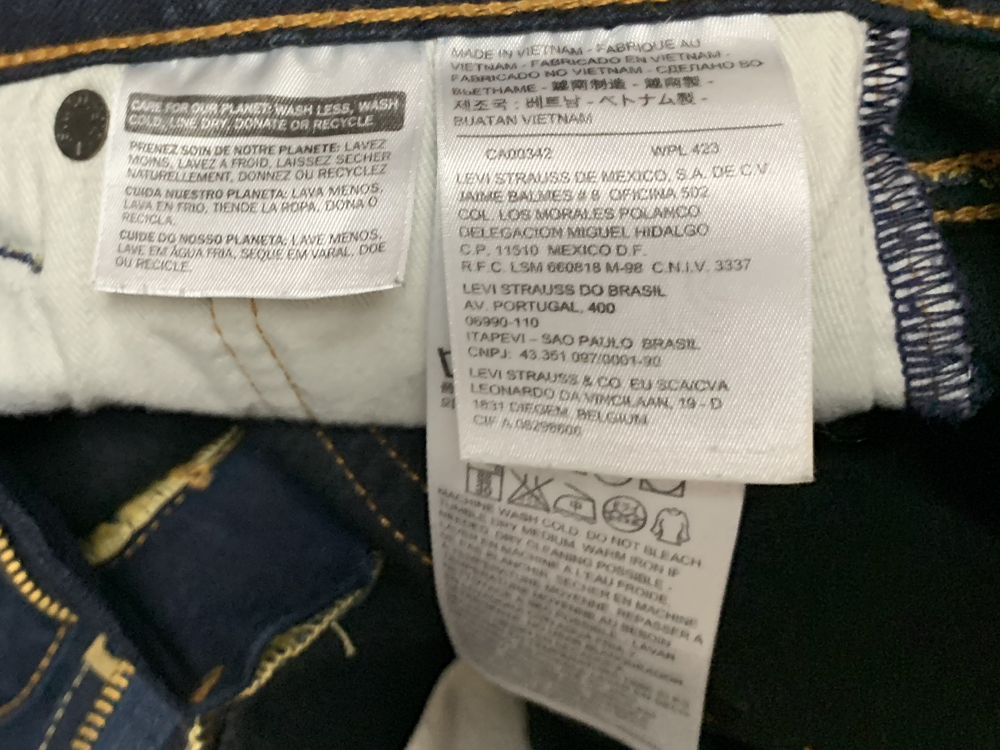 CARE FOR OUR PLANET: WASH LESS, WASH
COLD, LINE DRY, DONATE OR RECYCLE
PRENEZ SOIN DE NOTRE PLANETE: LAVEZ
MOINS, LAVEZ A FROID, LAISSEZ SECHER
NATURELLEMENT, DONNEZ OU RECYCLEZ
CUIDA NUESTRO PLANETA: LAVA MENOS,
LAVA EN FRIO, TIENDE LA ROPA, DONA O
RECICLA.
CUIDE DO NOSSO PLANETA: LAVE MENOS,
LAVE EM ÁGUA FRIA, SEQUE EM VARAL, DOE
OU RECICLE.
MADE IN VIETNAM - FABRIQUE AU
VIETNAM - FABRICADO EN VIETNAM -
FABRICADO NO VIETNAM - СДЕЛАНО ВО
ВЬЕТНАМЕ - 越南制造 - 越南製 -
제조국 : 베트남 - ベトナム製 -
BUATAN VIETNAM
CA00342 WPL 423
LEVI STRAUSS DE MEXICO, S.A. DE C.V
JAIME BALMES # 8 OFICINA 502
COL. LOS MORALES POLANCO
DELEGACION MIGUEL HIDALGO
C.P. 11510 MEXICO D.F.
R.F.C. LSM 660818 M-98 C.N.I.V. 3337
LEVI STRAUSS DO BRASIL
AV. PORTUGAL, 400
06990-110
ITAPEVI – SAO PAULO BRASIL
CNPJ: 43.351 097/0001-90
LEVI STRAUSS & CO. EU SCA/CVA
LEONARDO DA VINCILAAN, 19 - D
1831 DIEGEM, BELGIUM
CIF A 08298606
MACHINE WASH COLD. DO NOT BLEACH
TUMBLE DRY MEDIUM. WARM IRON IF
NEEDED. DRY CLEANING POSSIBLE -
LAVER EN MACHINE A L'EAU FROIDE.
SECHER EN MACHINE
MOYENNE. REPASSER A
AU BESOIN
LAVAR